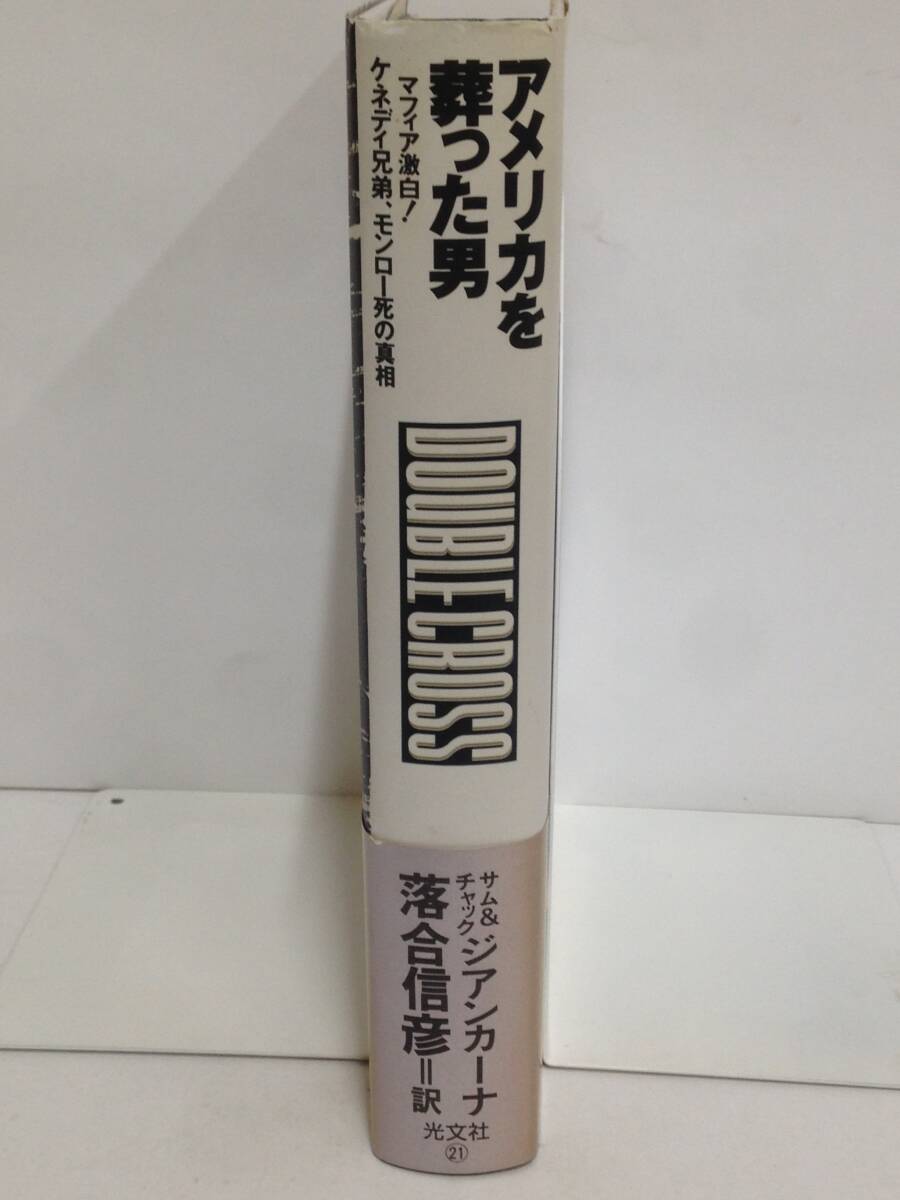 アメリカを
葬った男
マフィア激白！
ケネディ兄弟、モンロー死の真相
DOUBLE CROSS
サム&
チャック
ジアンカーナ
落合信彦＝訳
光文社
㉑